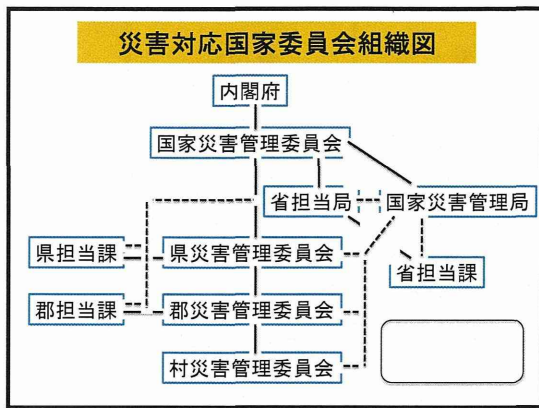 災害対応国家委員会組織図
内閣府
国家災害管理委員会
省担当局
国家災害管理局
県担当課
県災害管理委員会
省担当課
郡担当課
郡災害管理委員会
村災害管理委員会